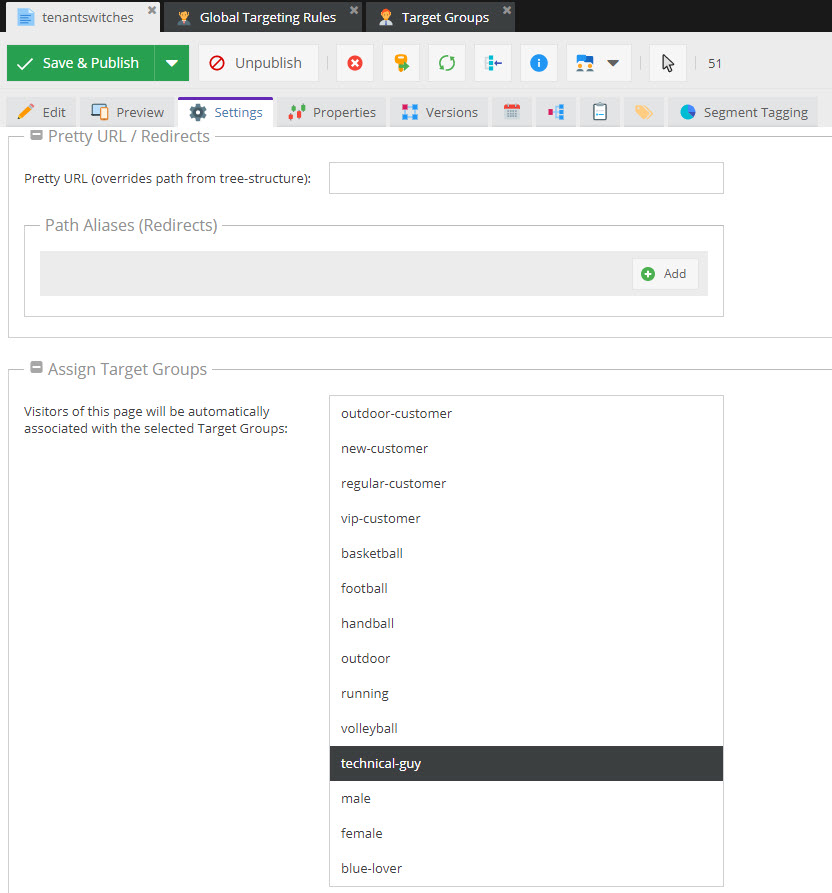 tenantswitches
Global Targeting Rules
Target Groups
Save & Publish
Unpublish
51
Edit
Preview
Settings
Properties
Versions
Segment Tagging
Pretty URL / Redirects
Pretty URL (overrides path from tree-structure):
Path Aliases (Redirects)
Add
Assign Target Groups
Visitors of this page will be automatically
associated with the selected Target Groups:
outdoor-customer
new-customer
regular-customer
vip-customer
basketball
football
handball
outdoor
running
volleyball
technical-guy
male
female
blue-lover